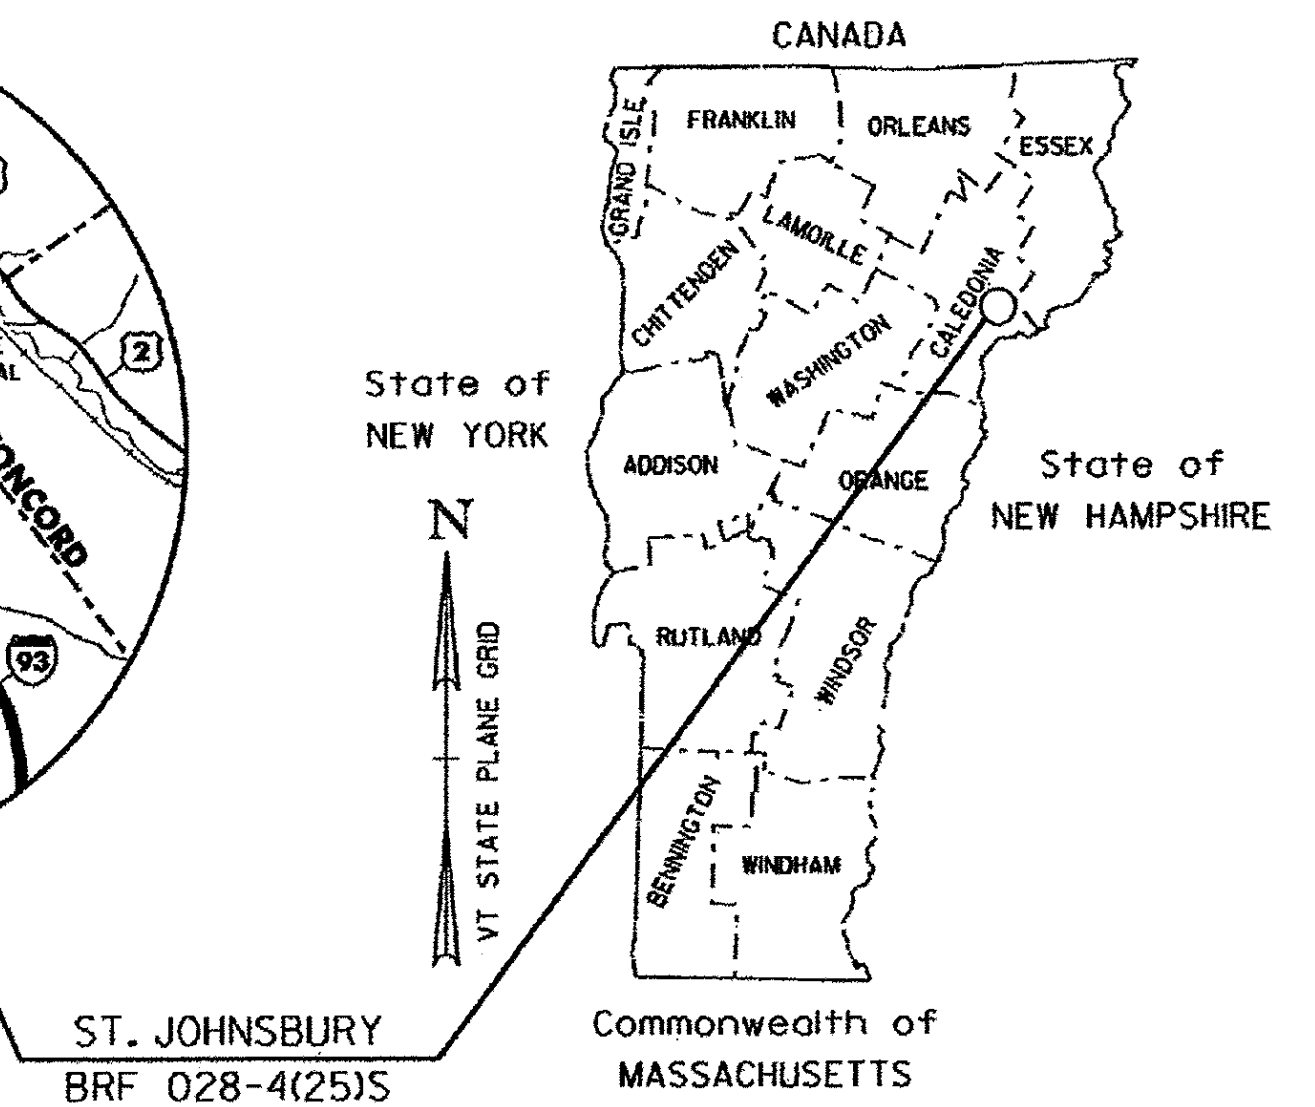 CANADA
GRAND ISLE
FRANKLIN
ORLEANS
ESSEX
LAMOILLE
CHITTENDEN
CALEDONIA
WASHINGTON
2
AL
State of
NEW YORK
ADDISON
ORANGE
State of
NEW HAMPSHIRE
ONCORD
N
VT STATE PLANE GRID
RUTLAND
WINDSOR
93
BENNINGTON
WINDHAM
ST. JOHNSBURY
BRF 028-4(25)S
Commonwealth of
MASSACHUSETTS